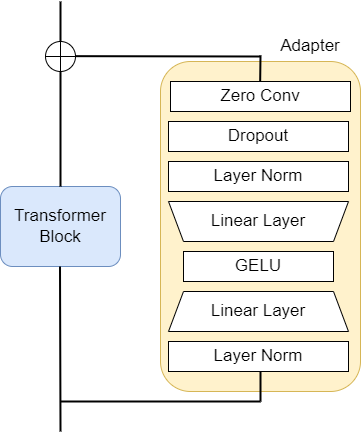 Adapter
Zero Conv
Dropout
Layer Norm
Linear Layer
GELU
Linear Layer
Layer Norm
Transformer
Block